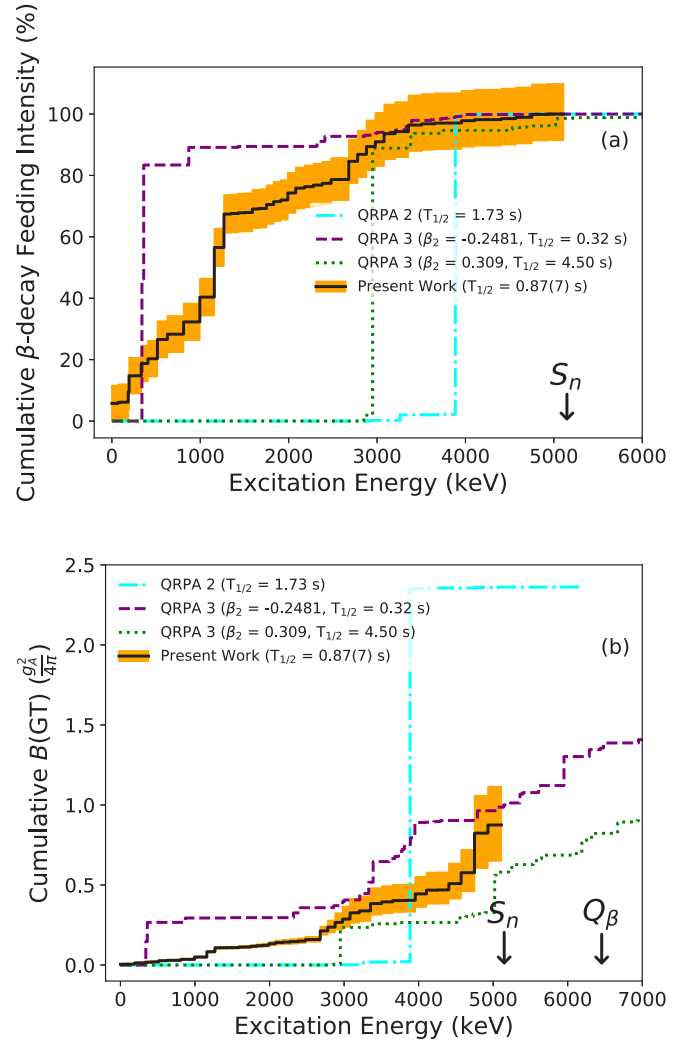 Cumulative β-decay Feeding Intensity (%)
100
80
60
40
20
0
(a)
QRPA 2 (T1/2 = 1.73 s)
QRPA 3 (β2 = -0.2481, T1/2 = 0.32 s)
QRPA 3 (β2 = 0.309, T1/2 = 4.50 s)
Present Work (T1/2 = 0.87(7) s)
Sn
0 1000 2000 3000 4000 5000 6000
Excitation Energy (keV)
Cumulative B(GT) (g_A^2/4π)
2.5
2.0
1.5
1.0
0.5
0.0
QRPA 2 (T1/2 = 1.73 s)
QRPA 3 (β2 = -0.2481, T1/2 = 0.32 s)
QRPA 3 (β2 = 0.309, T1/2 = 4.50 s)
Present Work (T1/2 = 0.87(7) s)
(b)
Sn
Qβ
0 1000 2000 3000 4000 5000 6000 7000
Excitation Energy (keV)